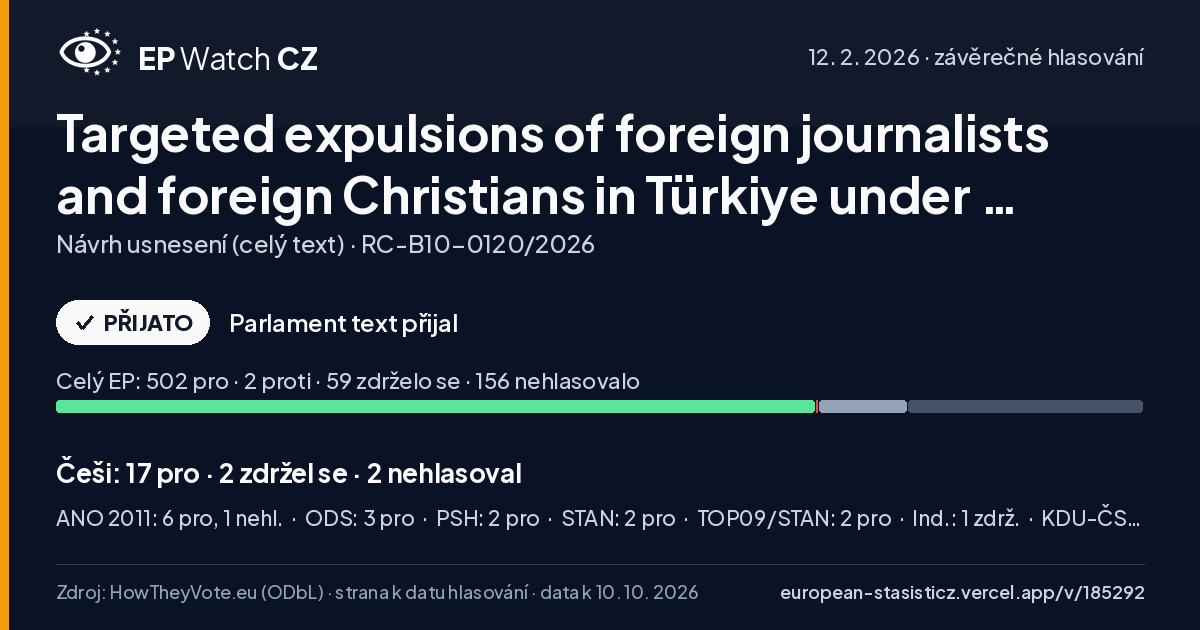 EP Watch CZ
12. 2. 2026 · závěrečné hlasování
Targeted expulsions of foreign journalists
and foreign Christians in Türkiye under …
Návrh usnesení (celý text) · RC-B10-0120/2026
✓ PŘIJATO Parlament text přijal
Celý EP: 502 pro · 2 proti · 59 zdrželo se · 156 nehlasovalo
Češi: 17 pro · 2 zdržel se · 2 nehlasoval
ANO 2011: 6 pro, 1 nehl. · ODS: 3 pro · PSH: 2 pro · STAN: 2 pro · TOP09/STAN: 2 pro · Ind.: 1 zdrž. · KDU-ČS…
Zdroj: HowTheyVote.eu (ODbL) · strana k datu hlasování · data k 10. 10. 2026
european-stasisticz.vercel.app/v/185292